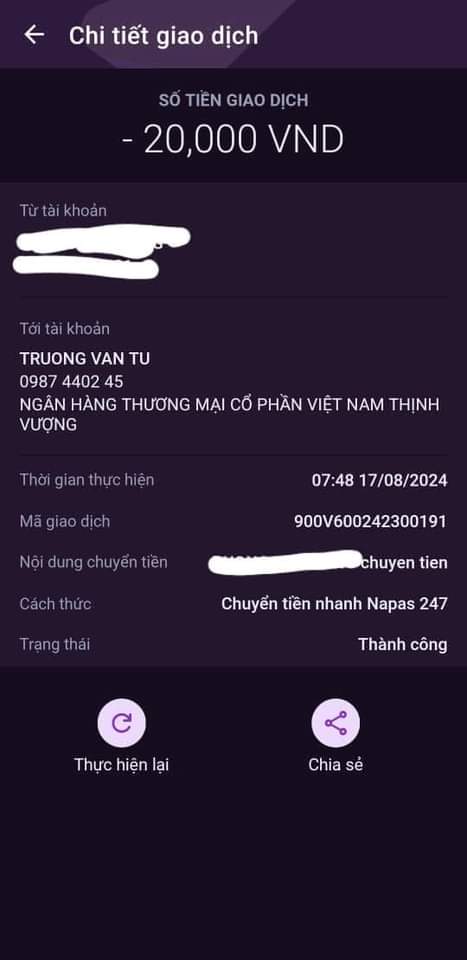 Chi tiết giao dịch
SỐ TIỀN GIAO DỊCH
- 20,000 VND
Từ tài khoản
Tới tài khoản
TRUONG VAN TU
0987 4402 45
NGÂN HÀNG THƯƠNG MẠI CỔ PHẦN VIỆT NAM THỊNH
VƯỢNG
Thời gian thực hiện 07:48 17/08/2024
Mã giao dịch 900V600242300191
Nội dung chuyển tiền chuyen tien
Cách thức Chuyển tiền nhanh Napas 247
Trạng thái Thành công
Thực hiện lại Chia sẻ